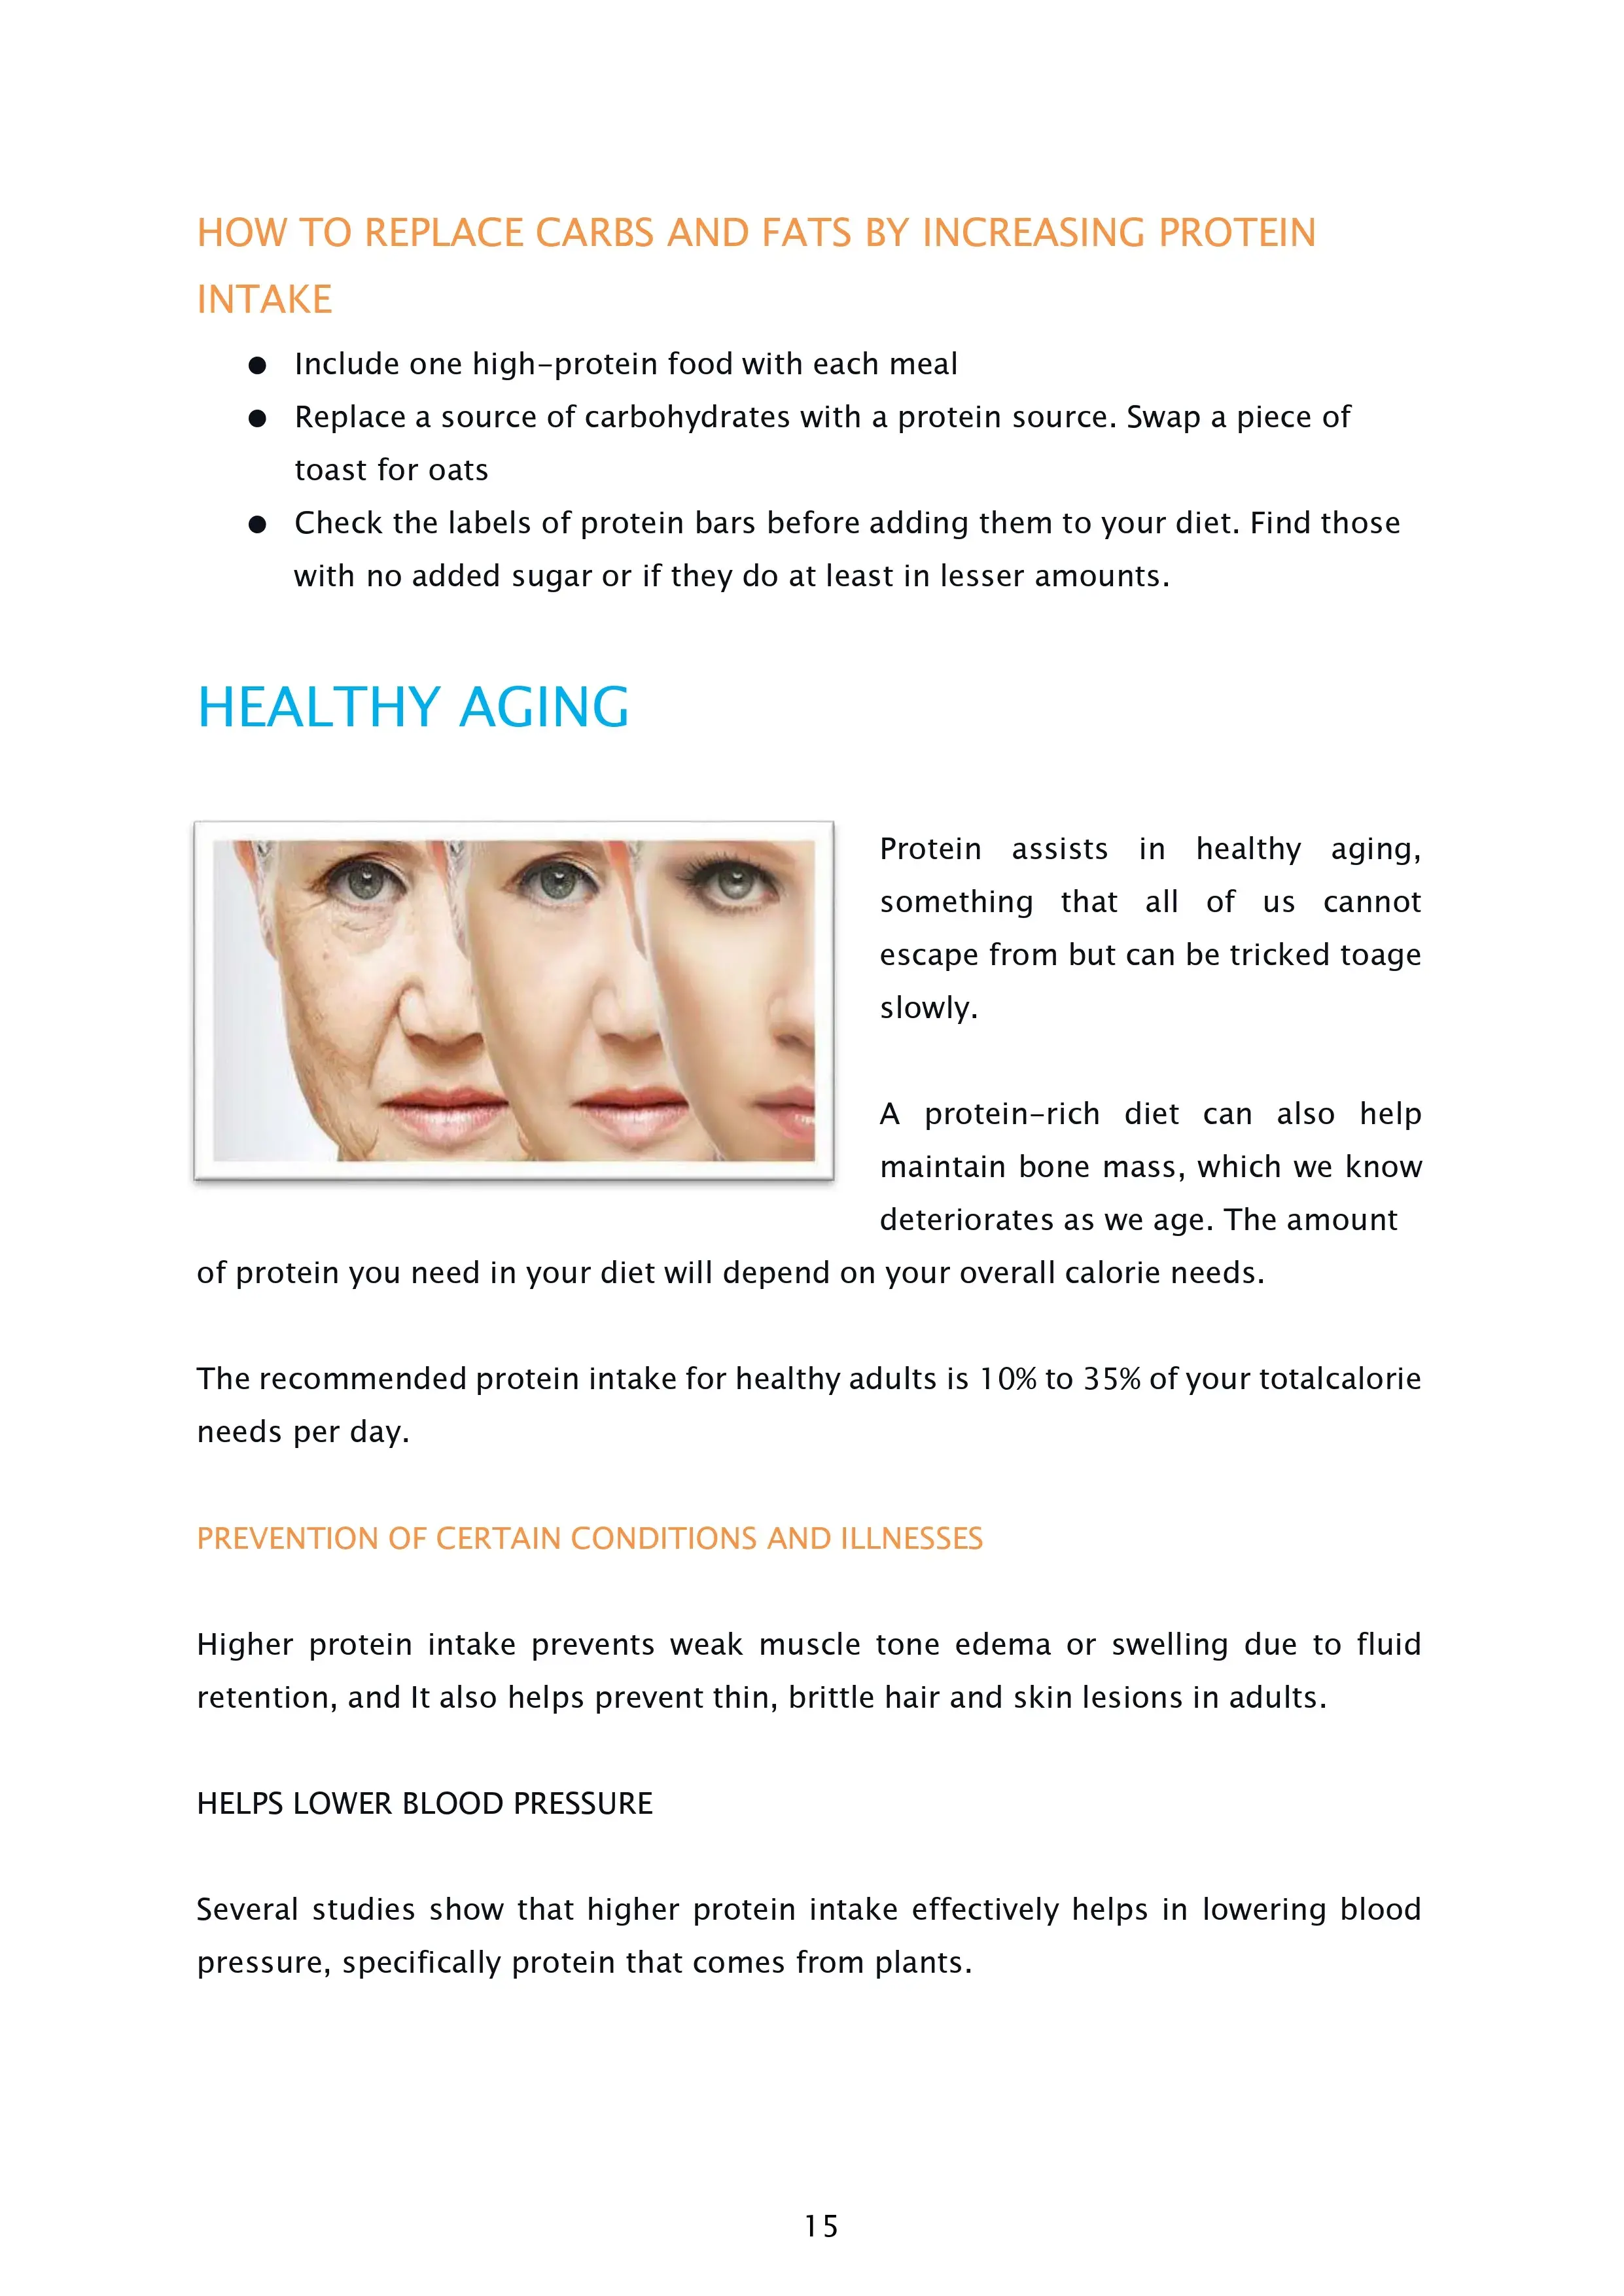 HOW TO REPLACE CARBS AND FATS BY INCREASING PROTEIN
INTAKE
● Include one high-protein food with each meal
● Replace a source of carbohydrates with a protein source. Swap a piece of
toast for oats
● Check the labels of protein bars before adding them to your diet. Find those
with no added sugar or if they do at least in lesser amounts.
HEALTHY AGING
Protein assists in healthy aging,
something that all of us cannot
escape from but can be tricked toage
slowly.
A protein-rich diet can also help
maintain bone mass, which we know
deteriorates as we age. The amount
of protein you need in your diet will depend on your overall calorie needs.
The recommended protein intake for healthy adults is 10% to 35% of your totalcalorie
needs per day.
PREVENTION OF CERTAIN CONDITIONS AND ILLNESSES
Higher protein intake prevents weak muscle tone edema or swelling due to fluid
retention, and It also helps prevent thin, brittle hair and skin lesions in adults.
HELPS LOWER BLOOD PRESSURE
Several studies show that higher protein intake effectively helps in lowering blood
pressure, specifically protein that comes from plants.
15